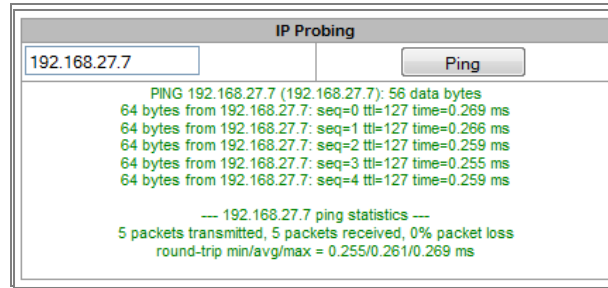 IP Probing
192.168.27.7 Ping
PING 192.168.27.7 (192.168.27.7): 56 data bytes
64 bytes from 192.168.27.7: seq=0 ttl=127 time=0.269 ms
64 bytes from 192.168.27.7: seq=1 ttl=127 time=0.266 ms
64 bytes from 192.168.27.7: seq=2 ttl=127 time=0.259 ms
64 bytes from 192.168.27.7: seq=3 ttl=127 time=0.255 ms
64 bytes from 192.168.27.7: seq=4 ttl=127 time=0.259 ms
--- 192.168.27.7 ping statistics ---
5 packets transmitted, 5 packets received, 0% packet loss
round-trip min/avg/max = 0.255/0.261/0.269 ms